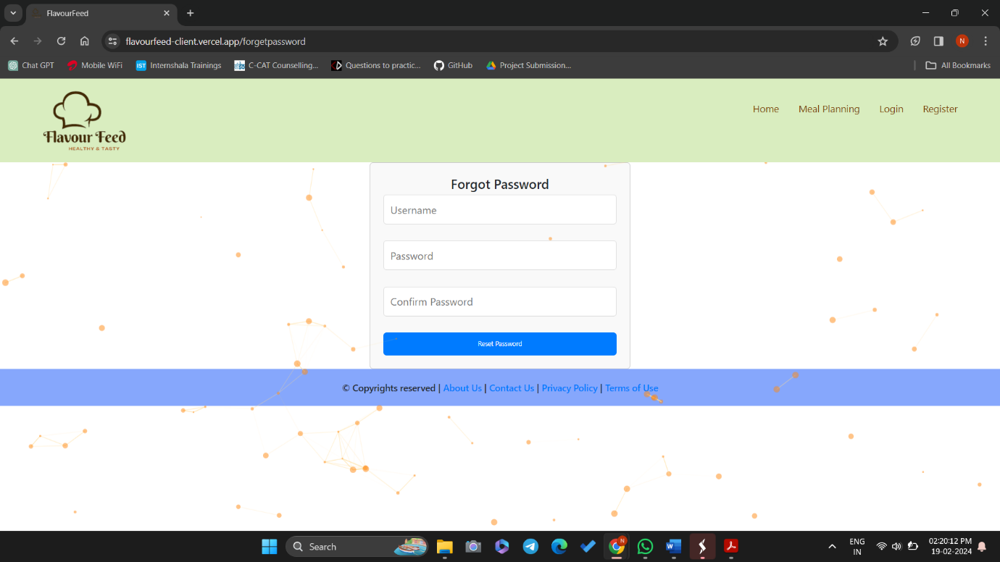 FlavourFeed
flavourfeed-client.vercel.app/forgetpassword
N
Chat GPT
Mobile WiFi
IST Internshala Trainings
C-CAT Counselling...
Questions to practic...
GitHub
Project Submission...
All Bookmarks
Flavour Feed
HEALTHY & TASTY
Home Meal Planning Login Register
Forgot Password
Username
Password
Confirm Password
Reset Password
© Copyrights reserved | About Us | Contact Us | Privacy Policy | Terms of Use
Search
N
ENG
IN
02:20:12 PM
19-02-2024